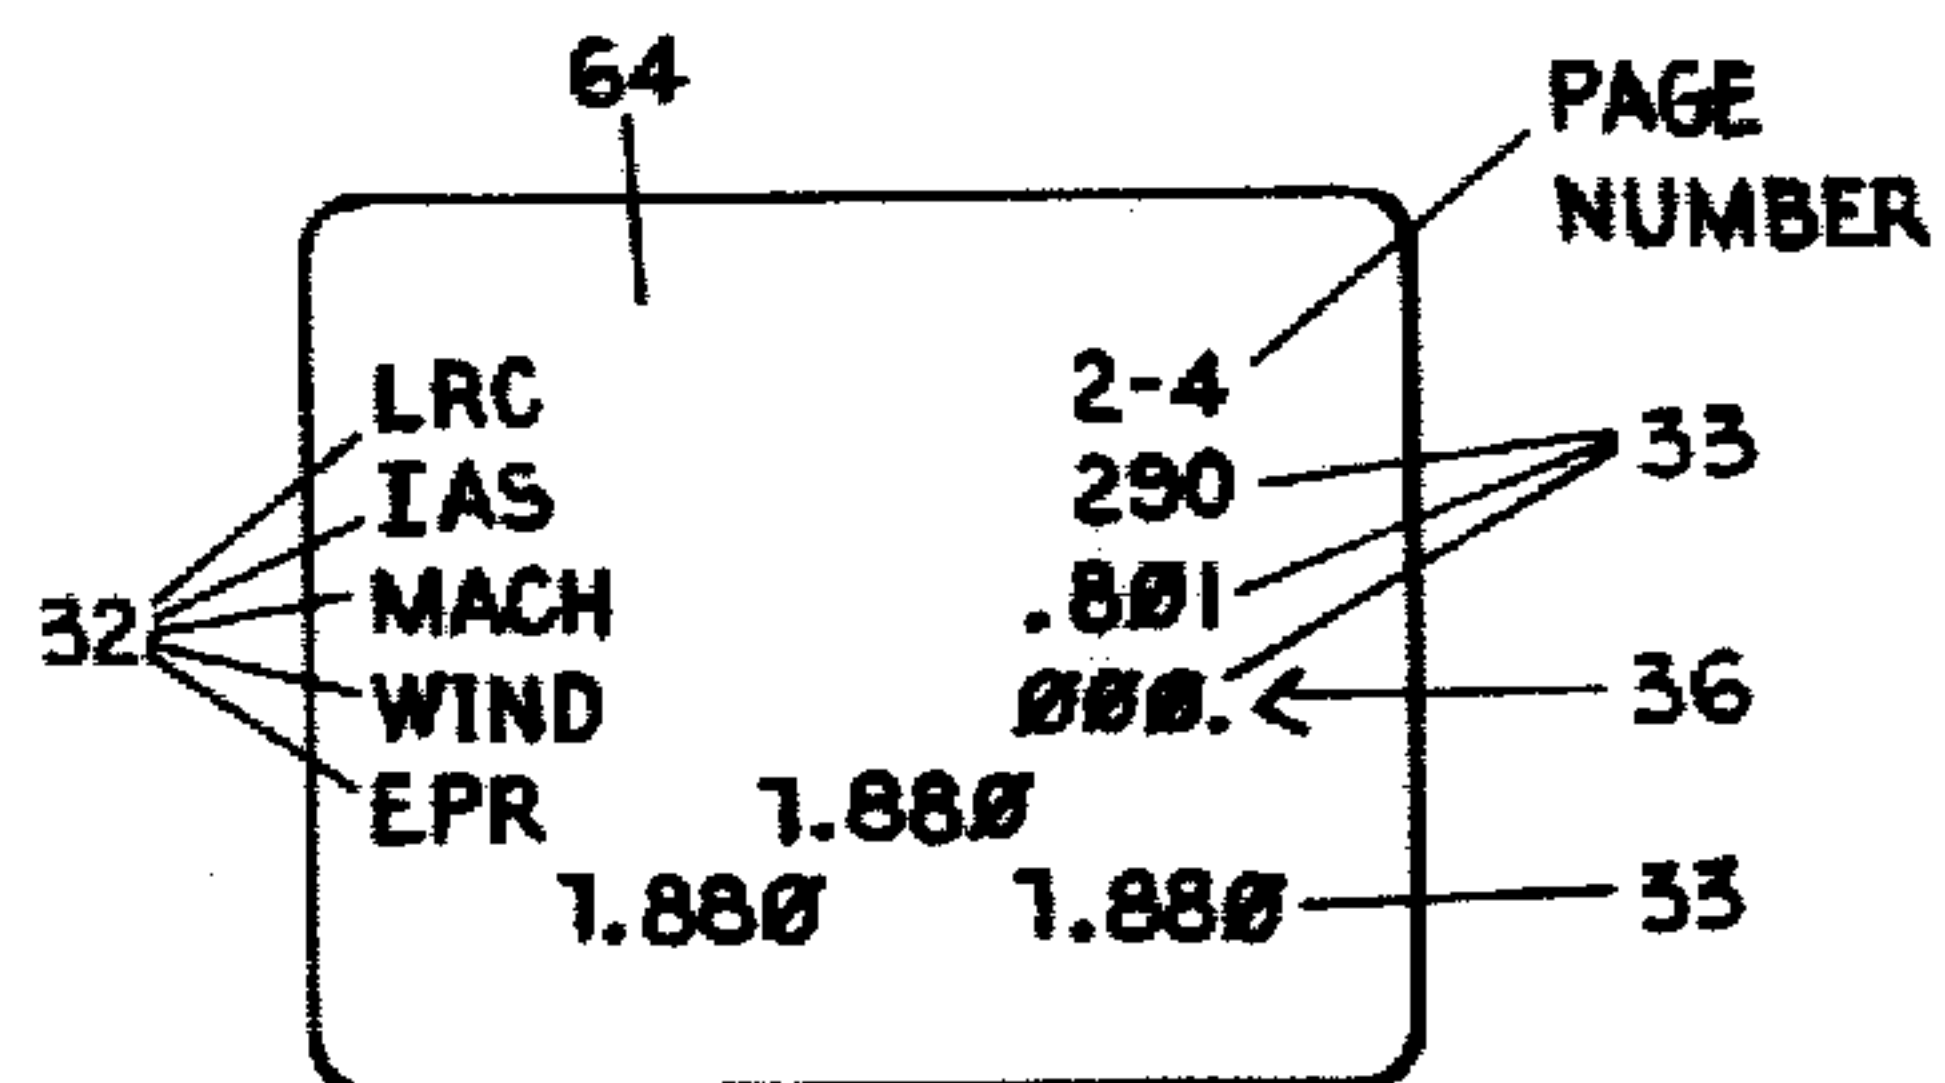 64
PAGE
NUMBER
LRC 2-4
IAS 290 33
MACH .8Ø1
32
WIND ØØØ. 36
EPR 1.88Ø
1.88Ø 1.88Ø 33